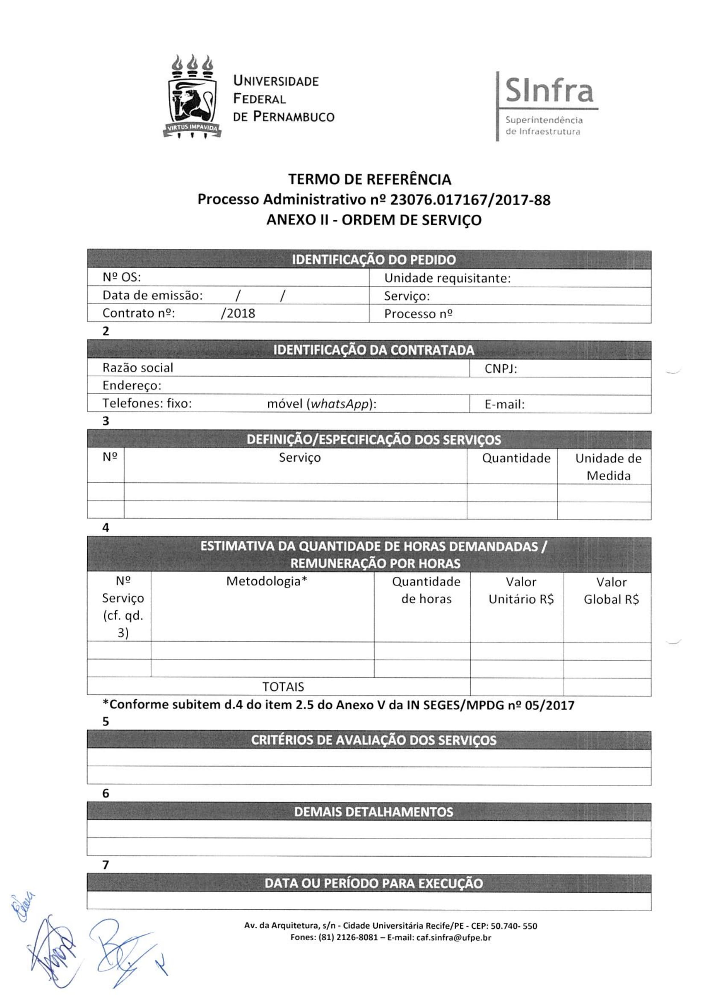 UNIVERSIDADE
FEDERAL
DE PERNAMBUCO
VIRTUS IMPAVIDA
SInfra
Superintendência
de Infraestrutura
TERMO DE REFERÊNCIA
Processo Administrativo nº 23076.017167/2017-88
ANEXO II - ORDEM DE SERVIÇO
IDENTIFICAÇÃO DO PEDIDO
Nº OS: Unidade requisitante:
Data de emissão: / / Serviço:
Contrato nº: /2018 Processo nº
2
IDENTIFICAÇÃO DA CONTRATADA
Razão social CNPJ:
Endereço:
Telefones: fixo: móvel (whatsApp): E-mail:
3
DEFINIÇÃO/ESPECIFICAÇÃO DOS SERVIÇOS
Nº Serviço Quantidade Unidade de
Medida
4
ESTIMATIVA DA QUANTIDADE DE HORAS DEMANDADAS /
REMUNERAÇÃO POR HORAS
Nº Metodologia* Quantidade Valor Valor
Serviço de horas Unitário R$ Global R$
(cf. qd.
3)
TOTAIS
*Conforme subitem d.4 do item 2.5 do Anexo V da IN SEGES/MPDG nº 05/2017
5
CRITÉRIOS DE AVALIAÇÃO DOS SERVIÇOS
6
DEMAIS DETALHAMENTOS
7
DATA OU PERÍODO PARA EXECUÇÃO
Av. da Arquitetura, s/n - Cidade Universitária Recife/PE - CEP: 50.740- 550
Fones: (81) 2126-8081 – E-mail: caf.sinfra@ufpe.br